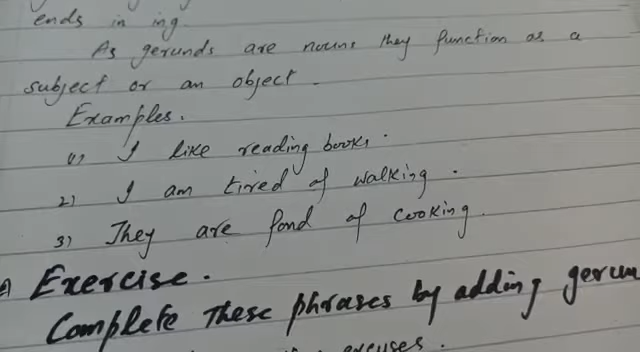 ends in ing.
As gerunds are nouns they function as a
subject or an object.
Examples.
1) I like reading books.
2) I am tired of walking.
3) They are fond of cooking.
Exercise.
Complete These phrases by adding
excuses.